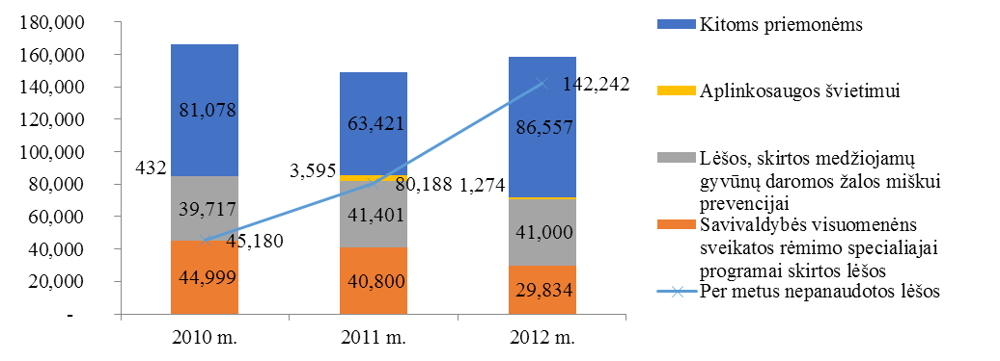 180,000
160,000
140,000
120,000
100,000
80,000
60,000
40,000
20,000
-
81,078
432
39,717
45,180
44,999
63,421
3,595
80,188
41,401
40,800
142,242
86,557
1,274
41,000
29,834
2010 m.
2011 m.
2012 m.
Kitoms priemonėms
Aplinkosaugos švietimui
Lėšos, skirtos medžiojamų
gyvūnų daromos žalos miškui
prevencijai
Savivaldybės visuomenėns
sveikatos rėmimo specialiajai
programai skirtos lėšos
Per metus nepanaudotos lėšos